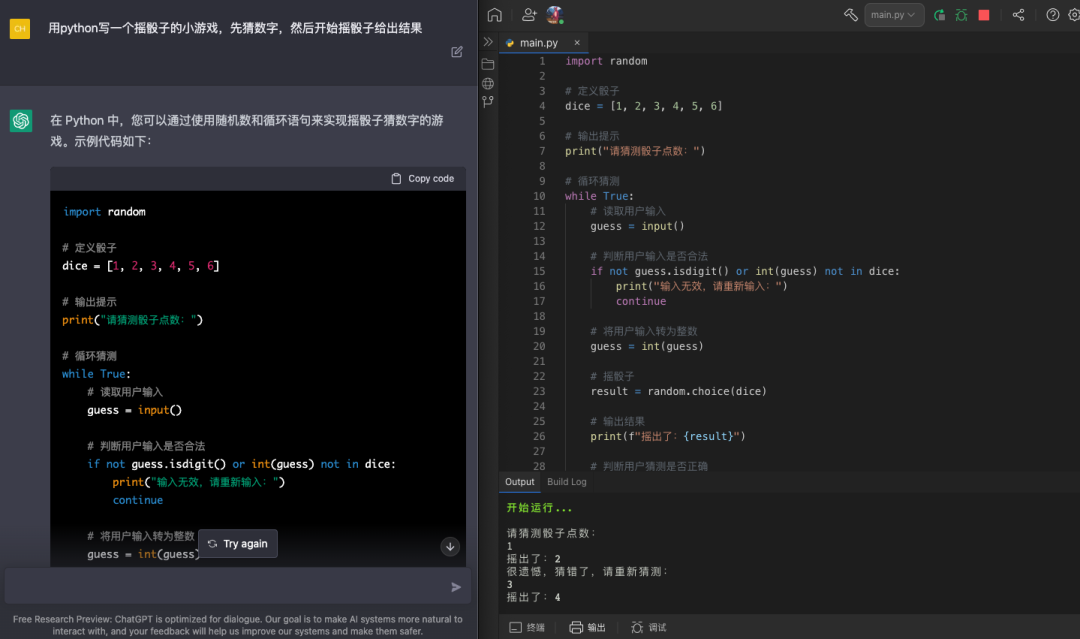 CH
用python写一个摇骰子的小游戏，先猜数字，然后开始摇骰子给出结果
在 Python 中，您可以通过使用随机数和循环语句来实现摇骰子猜数字的游
戏。示例代码如下：
Copy code
import random
# 定义骰子
dice = [1, 2, 3, 4, 5, 6]
# 输出提示
print("请猜测骰子点数：")
# 循环猜测
while True:
    # 读取用户输入
    guess = input()
    # 判断用户输入是否合法
    if not guess.isdigit() or int(guess) not in dice:
        print("输入无效，请重新输入：")
        continue
    # 将用户输入转为整数
    guess = int(guess)
Try again
Free Research Preview: ChatGPT is optimized for dialogue. Our goal is to make AI systems more natural to
interact with, and your feedback will help us improve our systems and make them safer.
main.py
main.py ×
1 import random
2
3 # 定义骰子
4 dice = [1, 2, 3, 4, 5, 6]
5
6 # 输出提示
7 print("请猜测骰子点数：")
8
9 # 循环猜测
10 while True:
11     # 读取用户输入
12     guess = input()
13
14     # 判断用户输入是否合法
15     if not guess.isdigit() or int(guess) not in dice:
16         print("输入无效，请重新输入：")
17         continue
18
19     # 将用户输入转为整数
20     guess = int(guess)
21
22     # 摇骰子
23     result = random.choice(dice)
24
25     # 输出结果
26     print(f"摇出了：{result}")
27
28     # 判断用户猜测是否正确
Output Build Log
开始运行...
请猜测骰子点数：
1
摇出了：2
很遗憾，猜错了，请重新猜测：
3
摇出了：4
终端 输出 调试